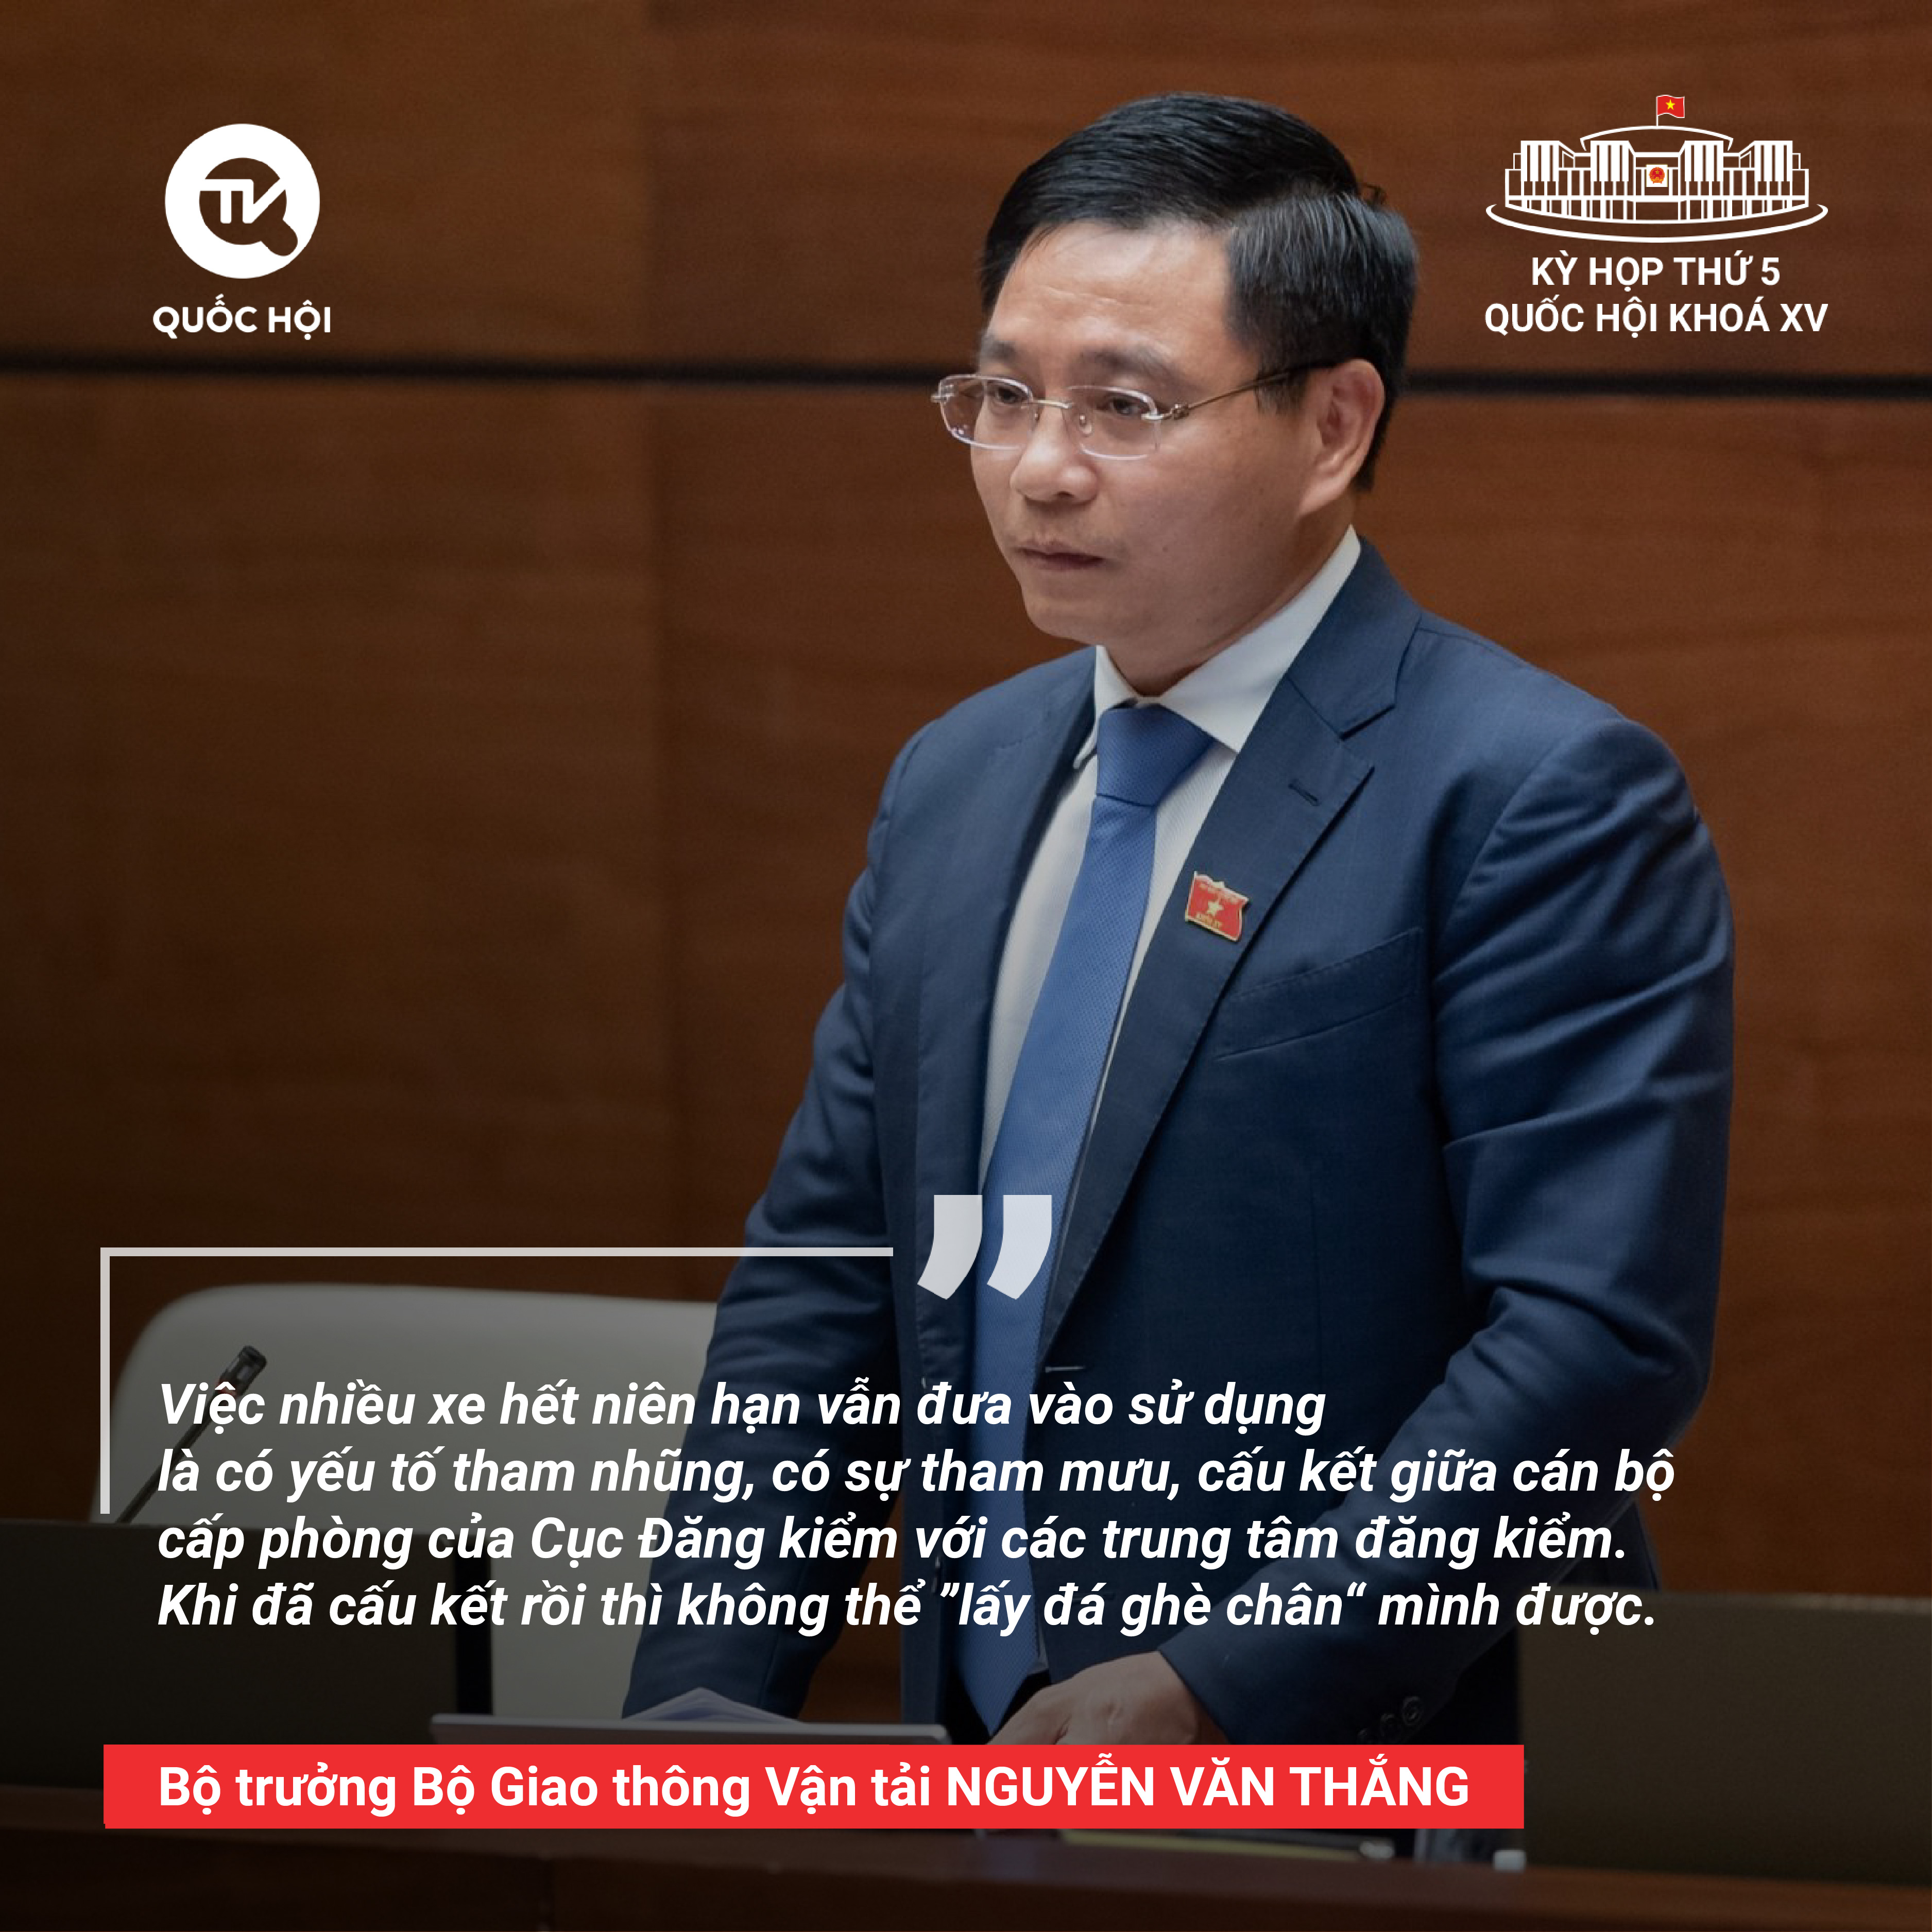 TV
QUỐC HỘI
KỲ HỌP THỨ 5
QUỐC HỘI KHOÁ XV
”
Việc nhiều xe hết niên hạn vẫn đưa vào sử dụng
là có yếu tố tham nhũng, có sự tham mưu, cấu kết giữa cán bộ
cấp phòng của Cục Đăng kiểm với các trung tâm đăng kiểm.
Khi đã cấu kết rồi thì không thể ”lấy đá ghè chân“ mình được.
Bộ trưởng Bộ Giao thông Vận tải NGUYỄN VĂN THẮNG